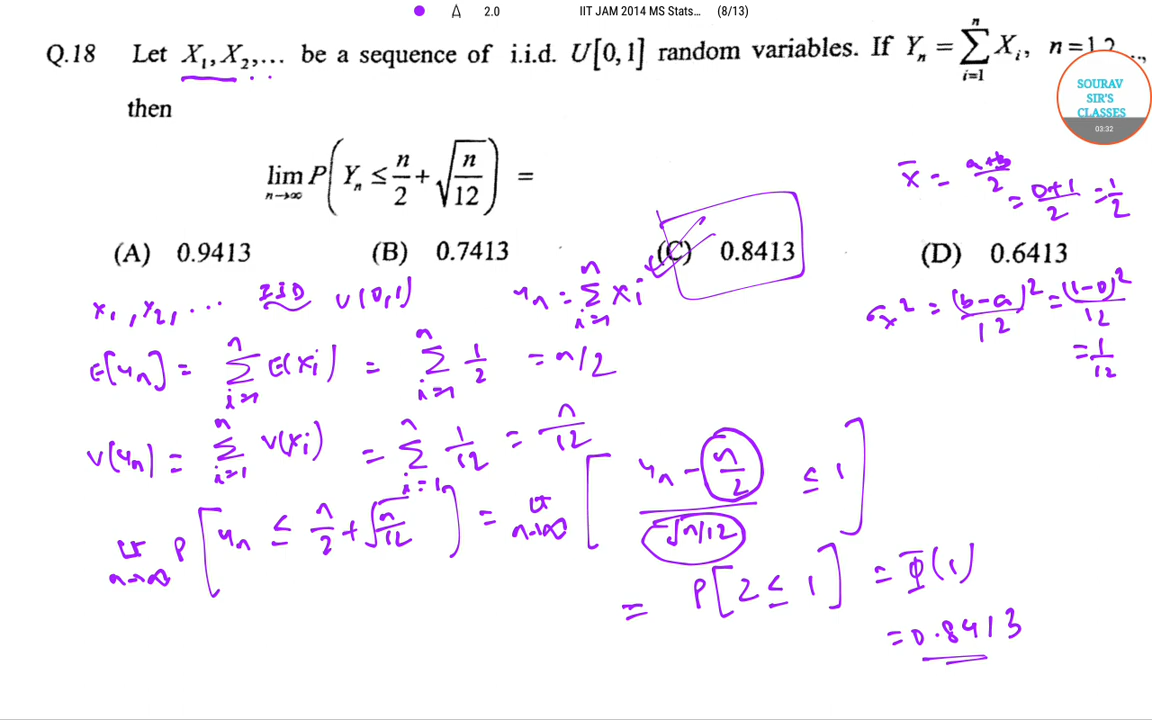 2.0 IIT JAM 2014 MS Stats... (8/13)
Q.18 Let X₁, X₂,... be a sequence of i.i.d. U[0,1] random variables. If Yₙ = ∑ᵢ₌₁ⁿ Xᵢ, n=1,2...,
then
SOURAV
SIR'S
CLASSES
03:32
lim n→∞ P(Yₙ ≤ n/2 + √(n/12)) =
x̄ = (a+b)/2 = (0+1)/2 = 1/2
(A) 0.9413 (B) 0.7413 (C) 0.8413 (D) 0.6413
x₁, x₂, ... IID U(0,1) yₙ = ∑ᵢ₌₁ⁿ xᵢ
σₓ² = (b-a)²/12 = (1-0)²/12
= 1/12
E[yₙ] = ∑ᵢ₌₁ⁿ E(xᵢ) = ∑ᵢ₌₁ⁿ 1/2 = n/2
V(yₙ) = ∑ᵢ₌₁ⁿ V(xᵢ) = ∑ᵢ₌₁ⁿ 1/12 = n/12
lt n→∞ P[yₙ ≤ n/2 + √(n/12)] = lt n→∞ [(yₙ - n/2)/√(n/12) ≤ 1]
= P[Z ≤ 1] = Φ(1)
= 0.8413